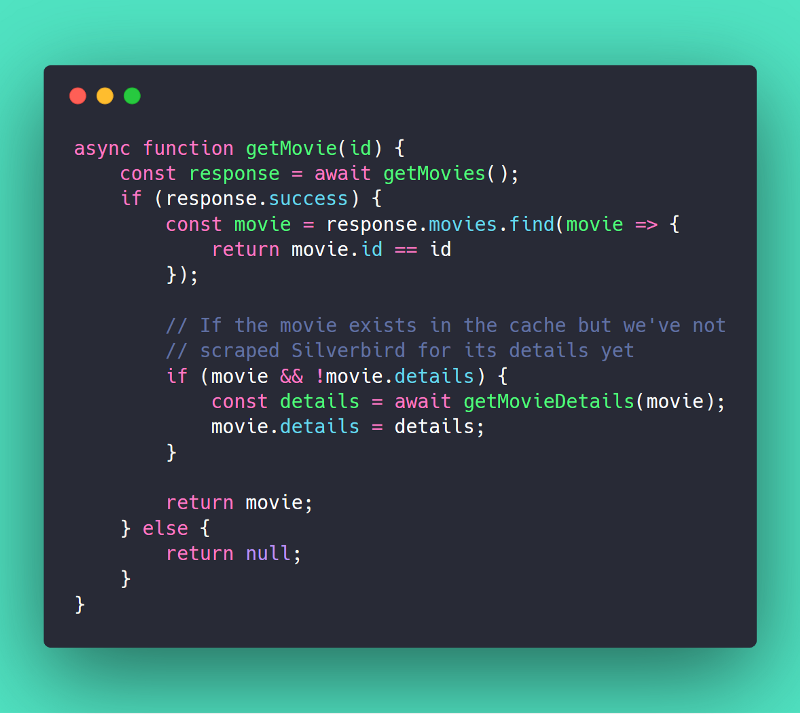 async function getMovie(id) {
    const response = await getMovies();
    if (response.success) {
        const movie = response.movies.find(movie => {
            return movie.id == id
        });

        // If the movie exists in the cache but we've not
        // scraped Silverbird for its details yet
        if (movie && !movie.details) {
            const details = await getMovieDetails(movie);
            movie.details = details;
        }

        return movie;
    } else {
        return null;
    }
}